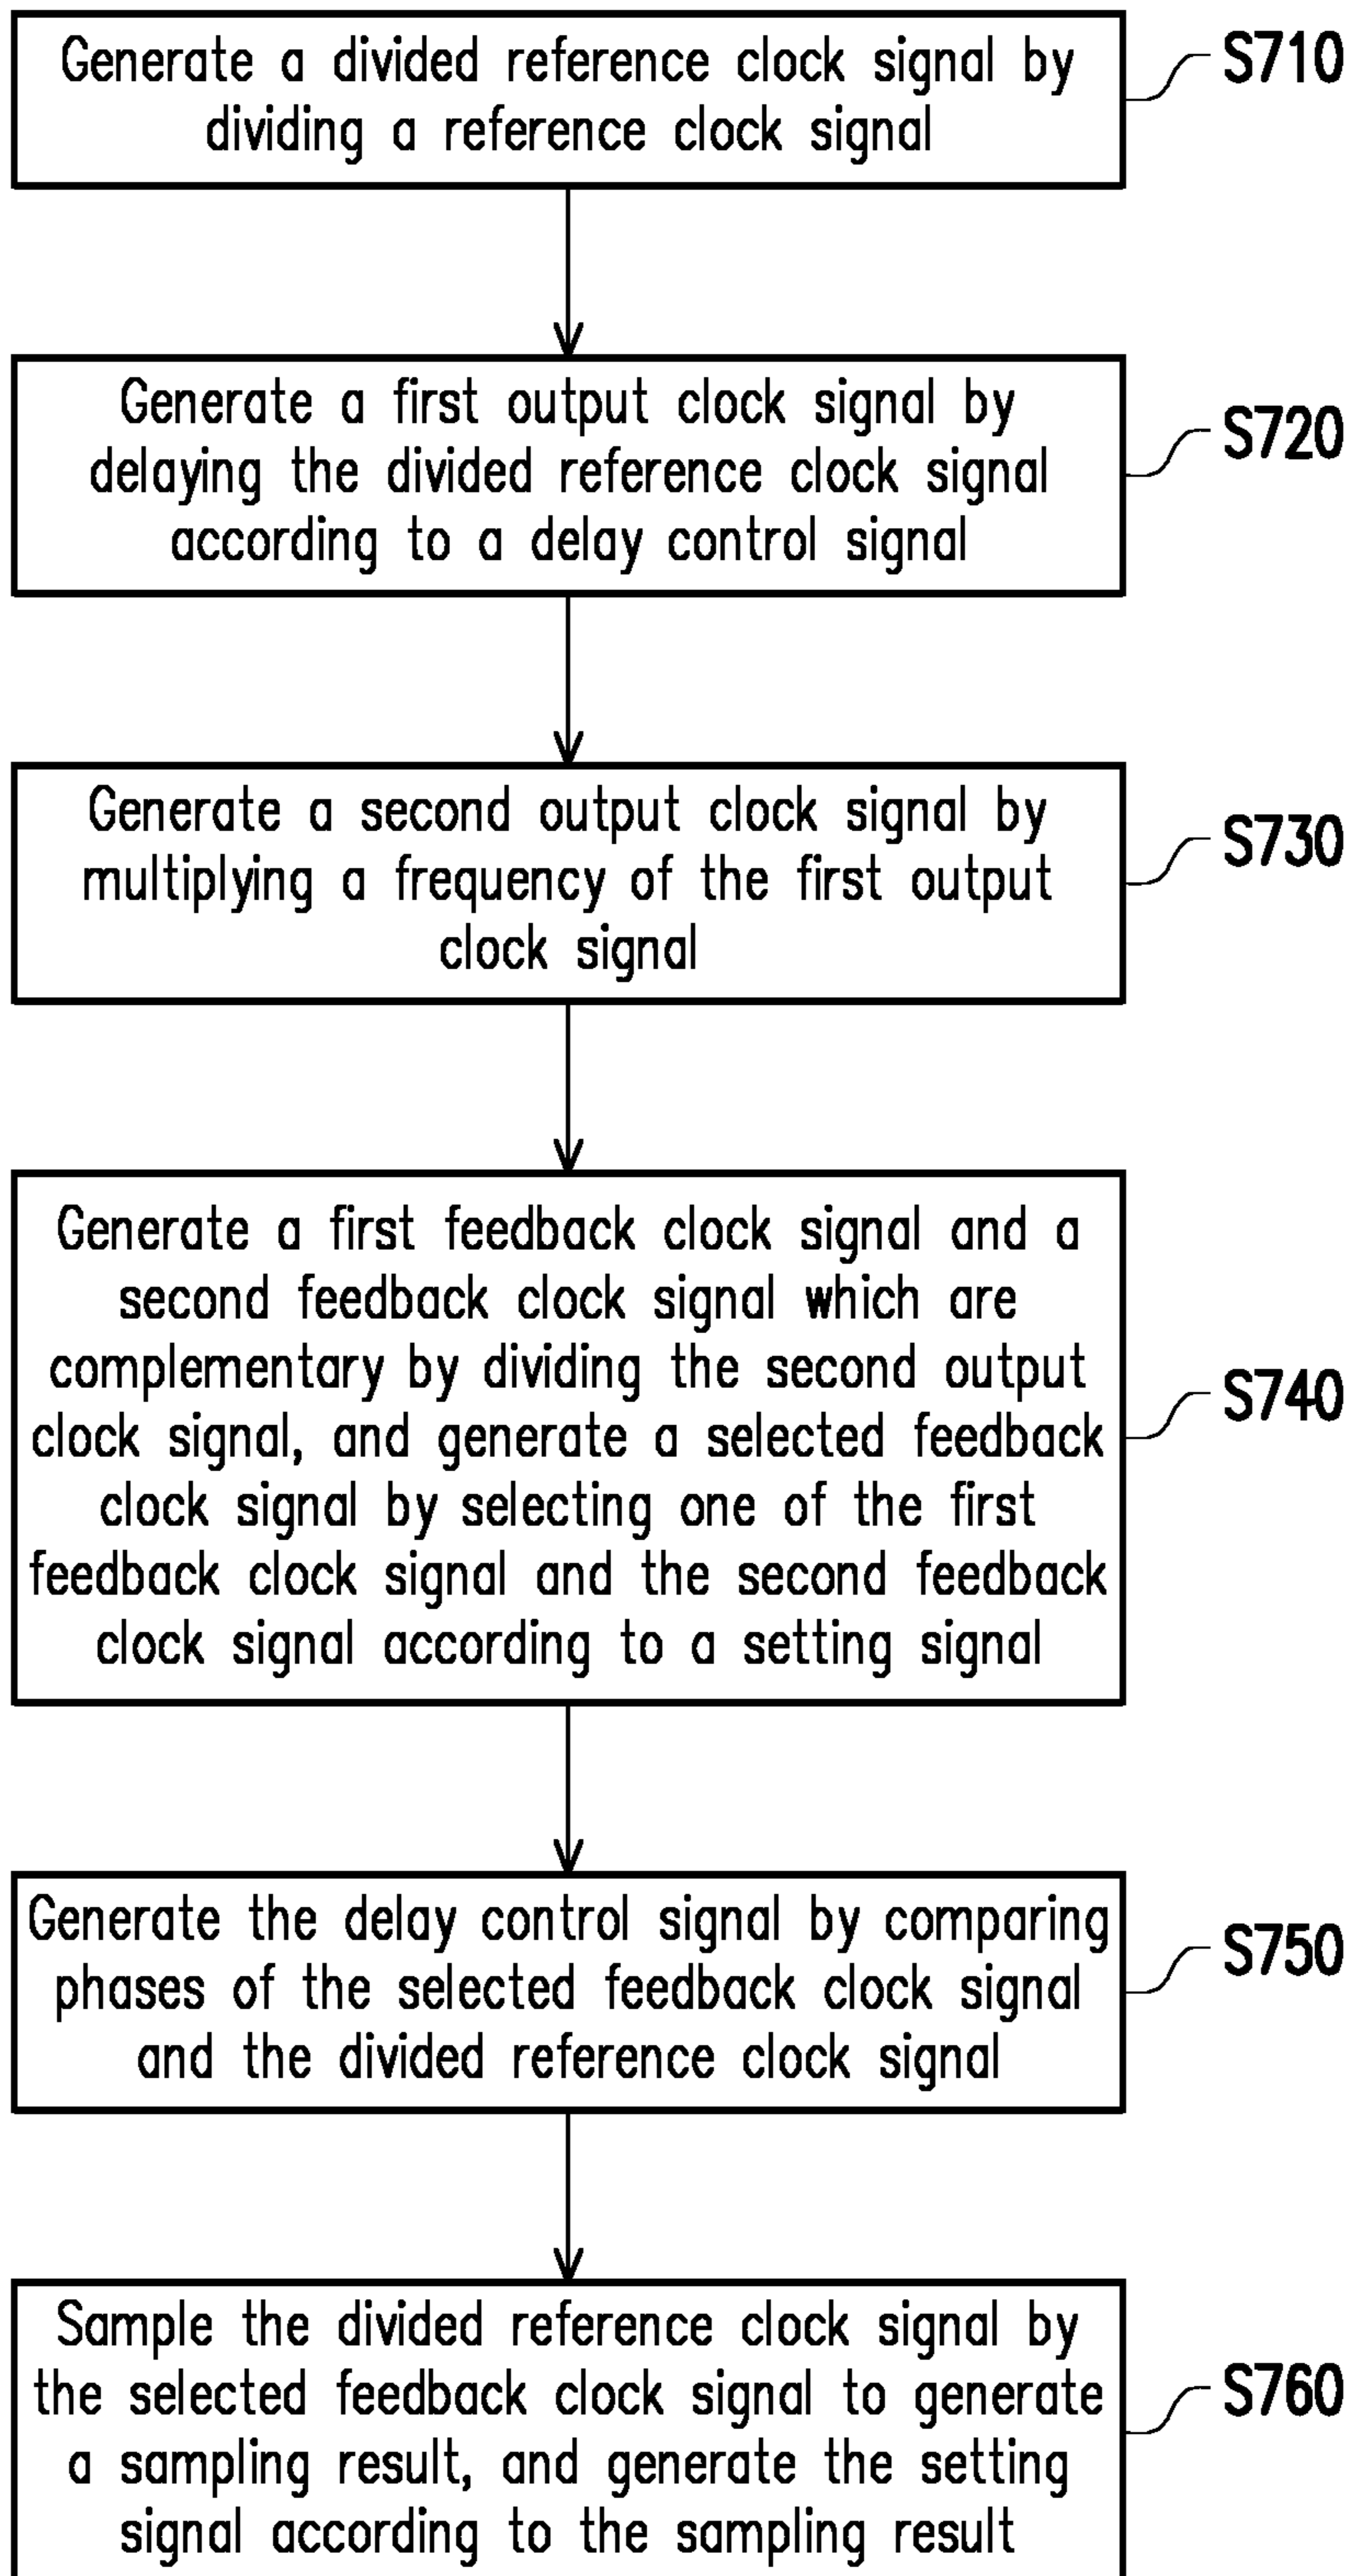 Generate a divided reference clock signal by
dividing a reference clock signal
S710
Generate a first output clock signal by
delaying the divided reference clock signal
according to a delay control signal
S720
Generate a second output clock signal by
multiplying a frequency of the first output
clock signal
S730
Generate a first feedback clock signal and a
second feedback clock signal which are
complementary by dividing the second output
clock signal, and generate a selected feedback
clock signal by selecting one of the first
feedback clock signal and the second feedback
clock signal according to a setting signal
S740
Generate the delay control signal by comparing
phases of the selected feedback clock signal
and the divided reference clock signal
S750
Sample the divided reference clock signal by
the selected feedback clock signal to generate
a sampling result, and generate the setting
signal according to the sampling result
S760